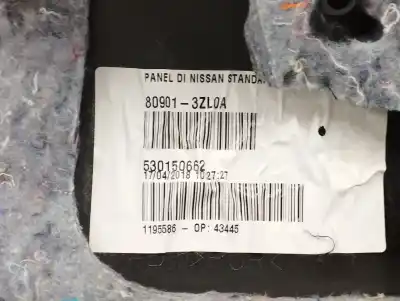 PANEL DI NISSAN STANDA
80901-3ZL0A
530150662
17/04/2018 10:27:27
1195586 - OP: 43445